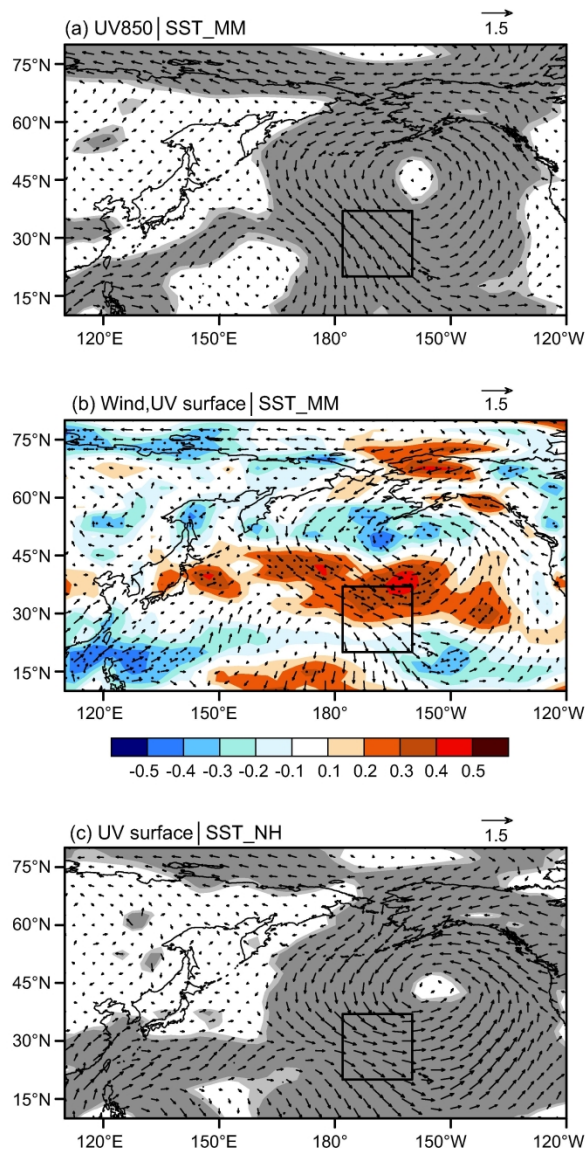 (a) UV850 | SST_MM
1.5
75°N
60°N
45°N
30°N
15°N
120°E 150°E 180° 150°W 120°W
(b) Wind,UV surface | SST_MM
1.5
75°N
60°N
45°N
30°N
15°N
120°E 150°E 180° 150°W 120°W
-0.5 -0.4 -0.3 -0.2 -0.1 0.1 0.2 0.3 0.4 0.5
(c) UV surface | SST_NH
1.5
75°N
60°N
45°N
30°N
15°N
120°E 150°E 180° 150°W 120°W